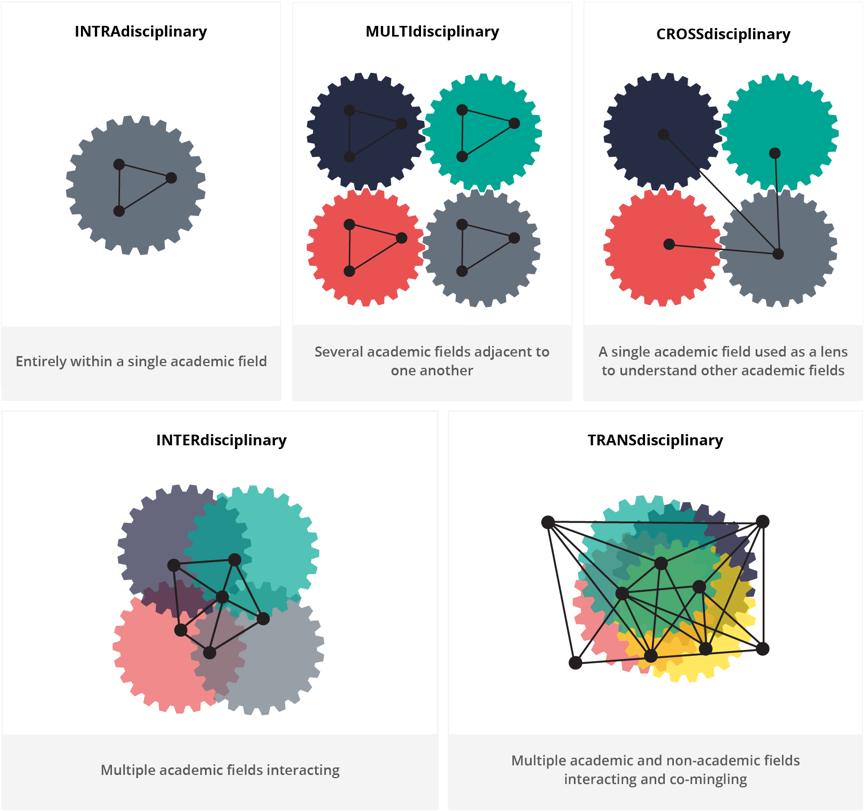 INTRAdisciplinary
MULTIdisciplinary
CROSSdisciplinary
Entirely within a single academic field
Several academic fields adjacent to
one another
A single academic field used as a lens
to understand other academic fields
INTERdisciplinary
TRANSdisciplinary
Multiple academic fields interacting
Multiple academic and non-academic fields
interacting and co-mingling